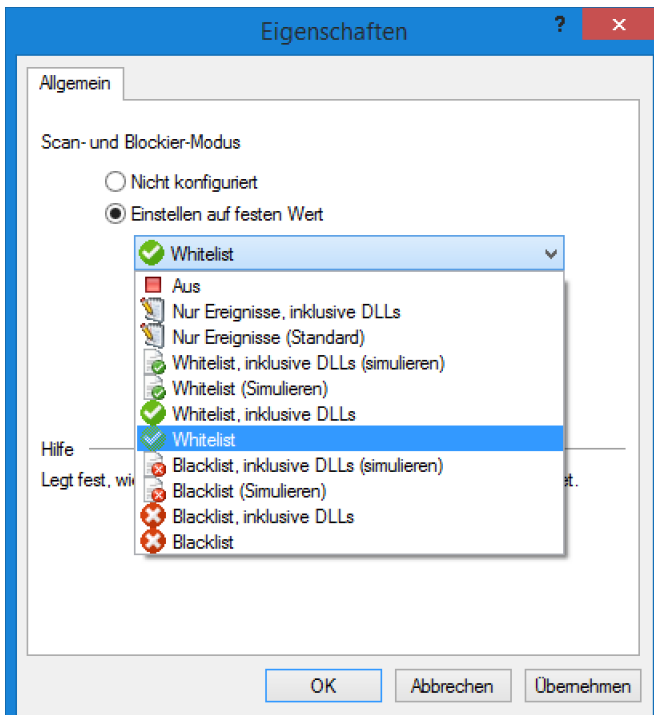 Eigenschaften
?
Allgemein
Scan- und Blockier-Modus
Nicht konfiguriert
Einstellen auf festen Wert
Whitelist
Aus
Nur Ereignisse, inklusive DLLs
Nur Ereignisse (Standard)
Whitelist, inklusive DLLs (simulieren)
Whitelist (Simulieren)
Whitelist, inklusive DLLs
Whitelist
Hilfe
Blacklist, inklusive DLLs (simulieren)
Legt fest, wi et.
Blacklist (Simulieren)
Blacklist, inklusive DLLs
Blacklist
OK Abbrechen Übernehmen